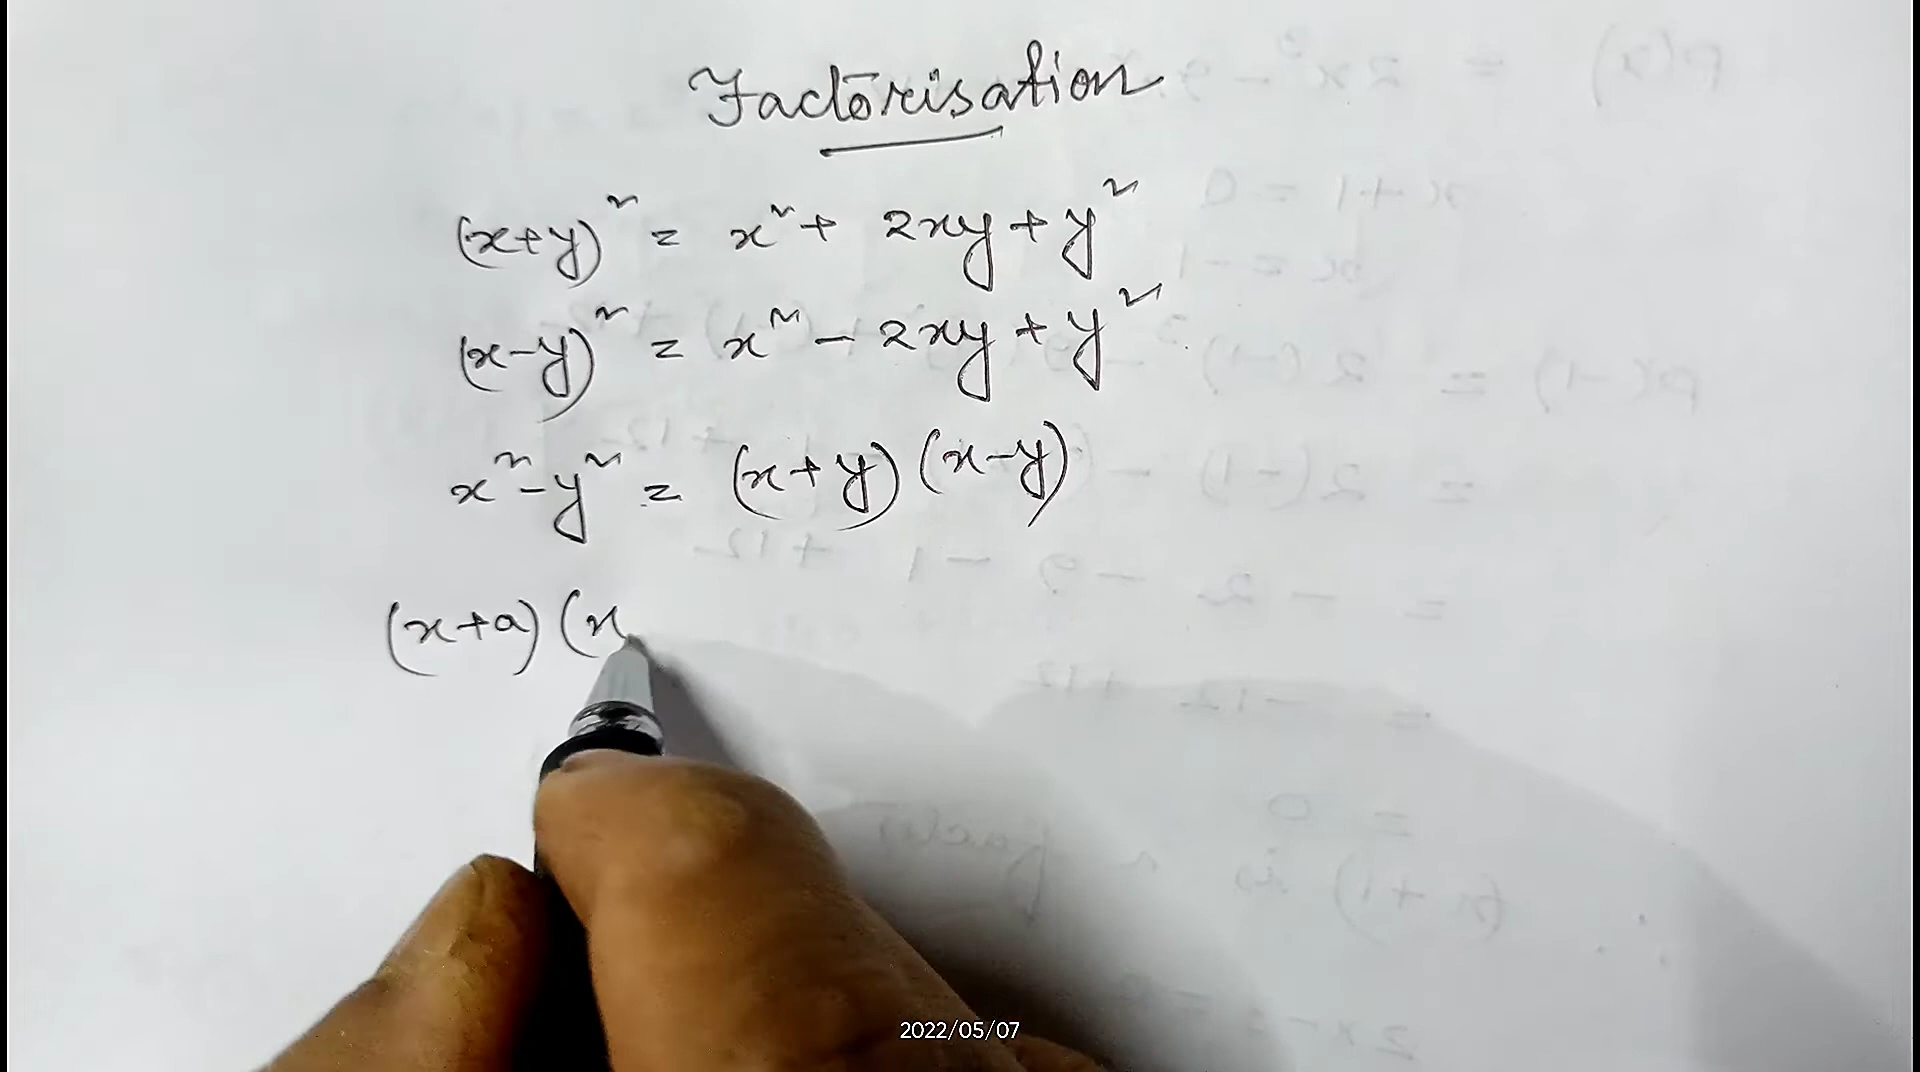 Factorisation
(x+y)² = x² + 2xy + y²
(x-y)² = x² - 2xy + y²
x² - y² = (x+y) (x-y)
(x+a) (x
2022/05/07